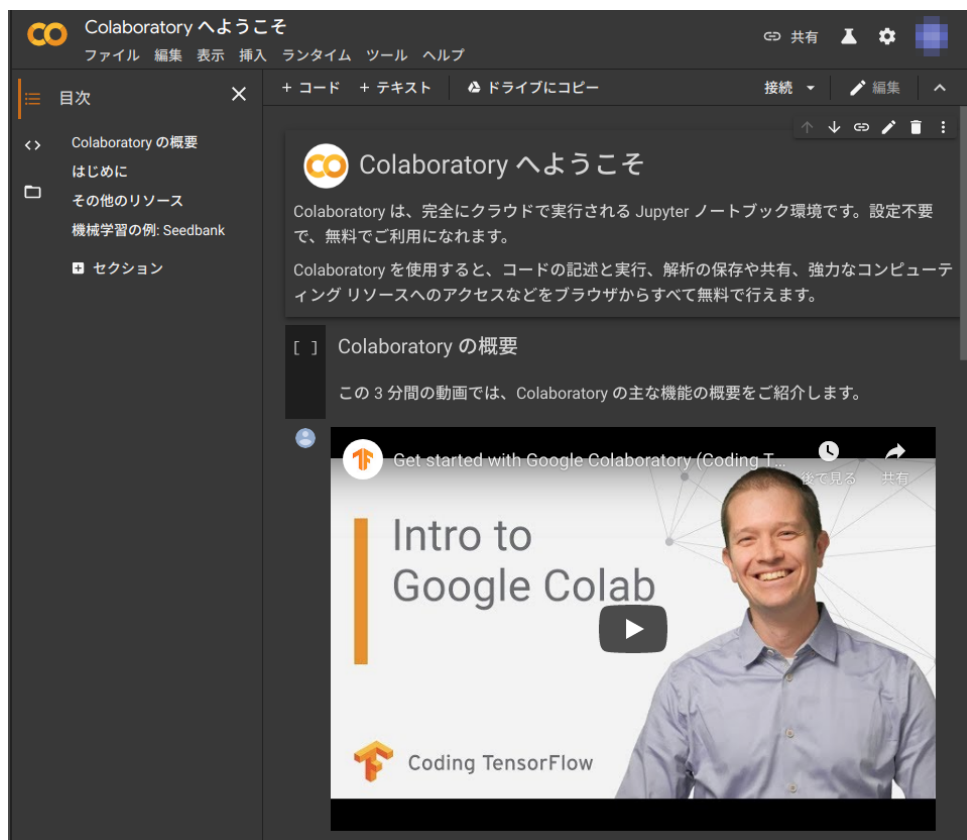 Colaboratory へようこそ
ファイル 編集 表示 挿入 ランタイム ツール ヘルプ
共有
目次
+ コード + テキスト ドライブにコピー
接続 編集
Colaboratory の概要
はじめに
その他のリソース
機械学習の例: Seedbank
セクション
Colaboratory へようこそ
Colaboratory は、完全にクラウドで実行される Jupyter ノートブック環境です。設定不要
で、無料でご利用になれます。
Colaboratory を使用すると、コードの記述と実行、解析の保存や共有、強力なコンピューテ
ィング リソースへのアクセスなどをブラウザからすべて無料で行えます。
[ ] Colaboratory の概要
この 3 分間の動画では、Colaboratory の主な機能の概要をご紹介します。
Get started with Google Colaboratory (Coding T...
後で見る 共有
Intro to
Google Colab
Coding TensorFlow